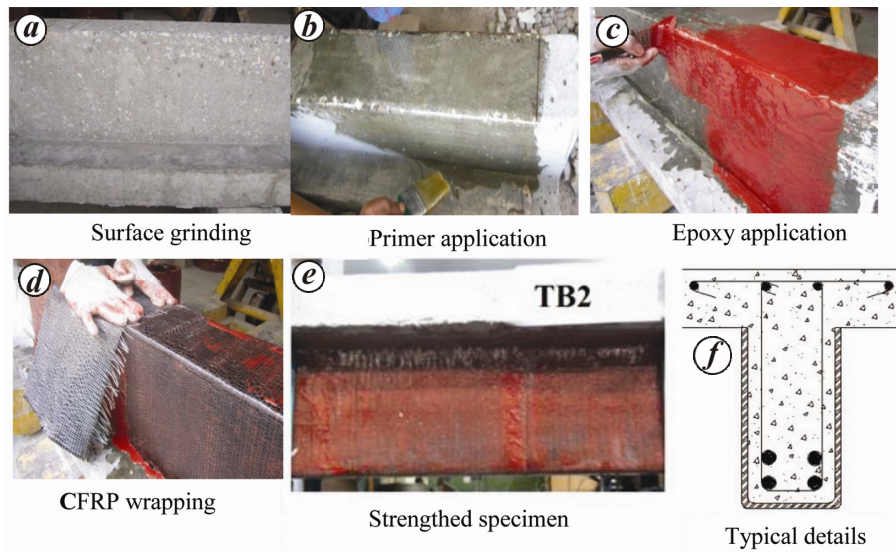 a
b
c
Surface grinding
Primer application
Epoxy application
d
e
TB2
f
CFRP wrapping
Strengthed specimen
Typical details